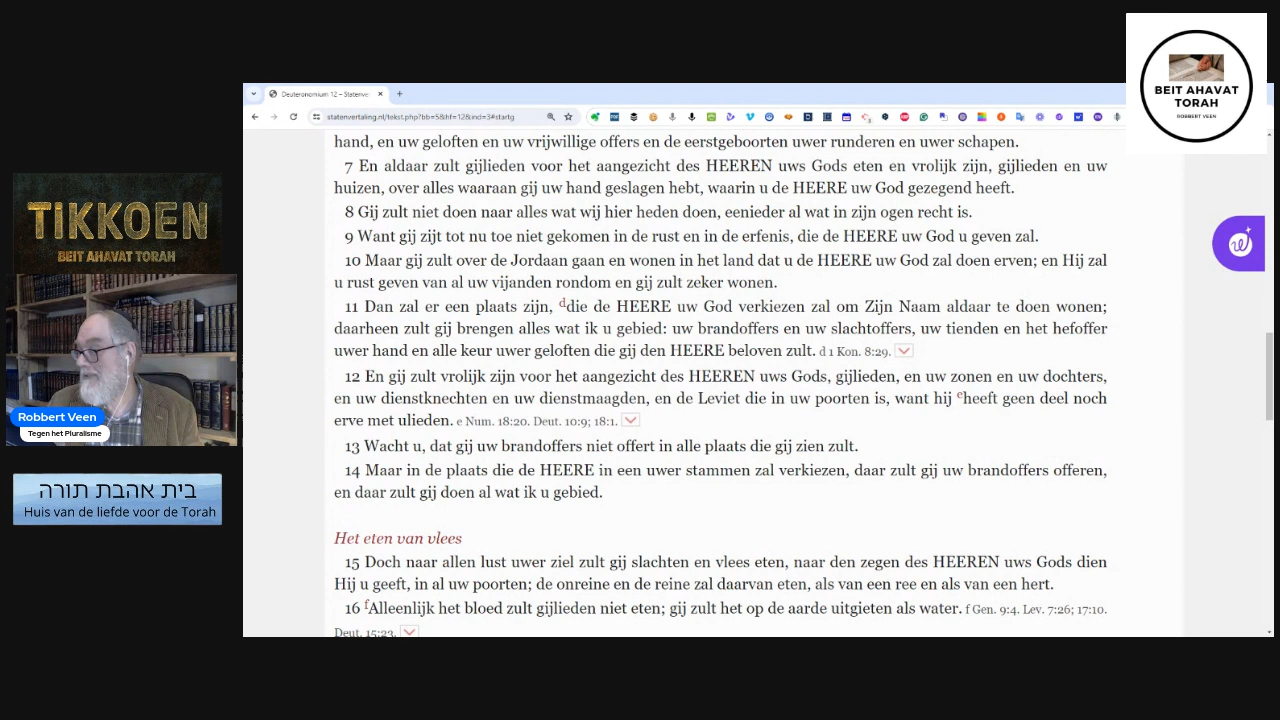 BEIT AHAVAT
TORAH
ROBBERT VEEN
Deuteronomium 12 – Statenve
statenvertaling.nl/tekst.php?bb=5&hf=12&ind=3#startg
hand, en uw geloften en uw vrijwillige offers en de eerstgeboorten uwer runderen en uwer schapen.
7 En aldaar zult gijlieden voor het aangezicht des HEEREN uws Gods eten en vrolijk zijn, gijlieden en uw
huizen, over alles waaraan gij uw hand geslagen hebt, waarin u de HEERE uw God gezegend heeft.
8 Gij zult niet doen naar alles wat wij hier heden doen, eenieder al wat in zijn ogen recht is.
9 Want gij zijt tot nu toe niet gekomen in de rust en in de erfenis, die de HEERE uw God u geven zal.
10 Maar gij zult over de Jordaan gaan en wonen in het land dat u de HEERE uw God zal doen erven; en Hij zal
u rust geven van al uw vijanden rondom en gij zult zeker wonen.
11 Dan zal er een plaats zijn, ddie de HEERE uw God verkiezen zal om Zijn Naam aldaar te doen wonen;
daarheen zult gij brengen alles wat ik u gebied: uw brandoffers en uw slachtoffers, uw tienden en het hefoffer
uwer hand en alle keur uwer geloften die gij den HEERE beloven zult. d 1 Kon. 8:29.
12 En gij zult vrolijk zijn voor het aangezicht des HEEREN uws Gods, gijlieden, en uw zonen en uw dochters,
en uw dienstknechten en uw dienstmaagden, en de Leviet die in uw poorten is, want hij eheeft geen deel noch
erve met ulieden. e Num. 18:20. Deut. 10:9; 18:1.
13 Wacht u, dat gij uw brandoffers niet offert in alle plaats die gij zien zult.
14 Maar in de plaats die de HEERE in een uwer stammen zal verkiezen, daar zult gij uw brandoffers offeren,
en daar zult gij doen al wat ik u gebied.
Het eten van vlees
15 Doch naar allen lust uwer ziel zult gij slachten en vlees eten, naar den zegen des HEEREN uws Gods dien
Hij u geeft, in al uw poorten; de onreine en de reine zal daarvan eten, als van een ree en als van een hert.
16 fAlleenlijk het bloed zult gijlieden niet eten; gij zult het op de aarde uitgieten als water. f Gen. 9:4. Lev. 7:26; 17:10.
Deut. 15:23.
TIKKOEN
BEIT AHAVAT TORAH
Robbert Veen
Tegen het Pluralisme
בית אהבת תורה
Huis van de liefde voor de Torah